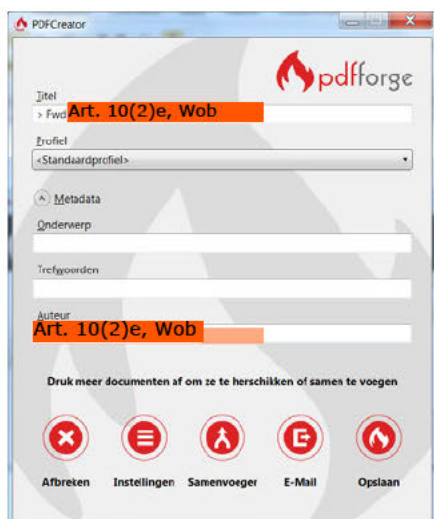 PDFCreator
pdfforge
Titel
> Fwd Art. 10(2)e, Wob
Profiel
<Standaardprofiel>
Metadata
Onderwerp
Trefwoorden
Auteur
Art. 10(2)e, Wob
Druk meer documenten af om ze te herschikken of samen te voegen
Afbreken Instellingen Samenvoeger E-Mail Opslaan